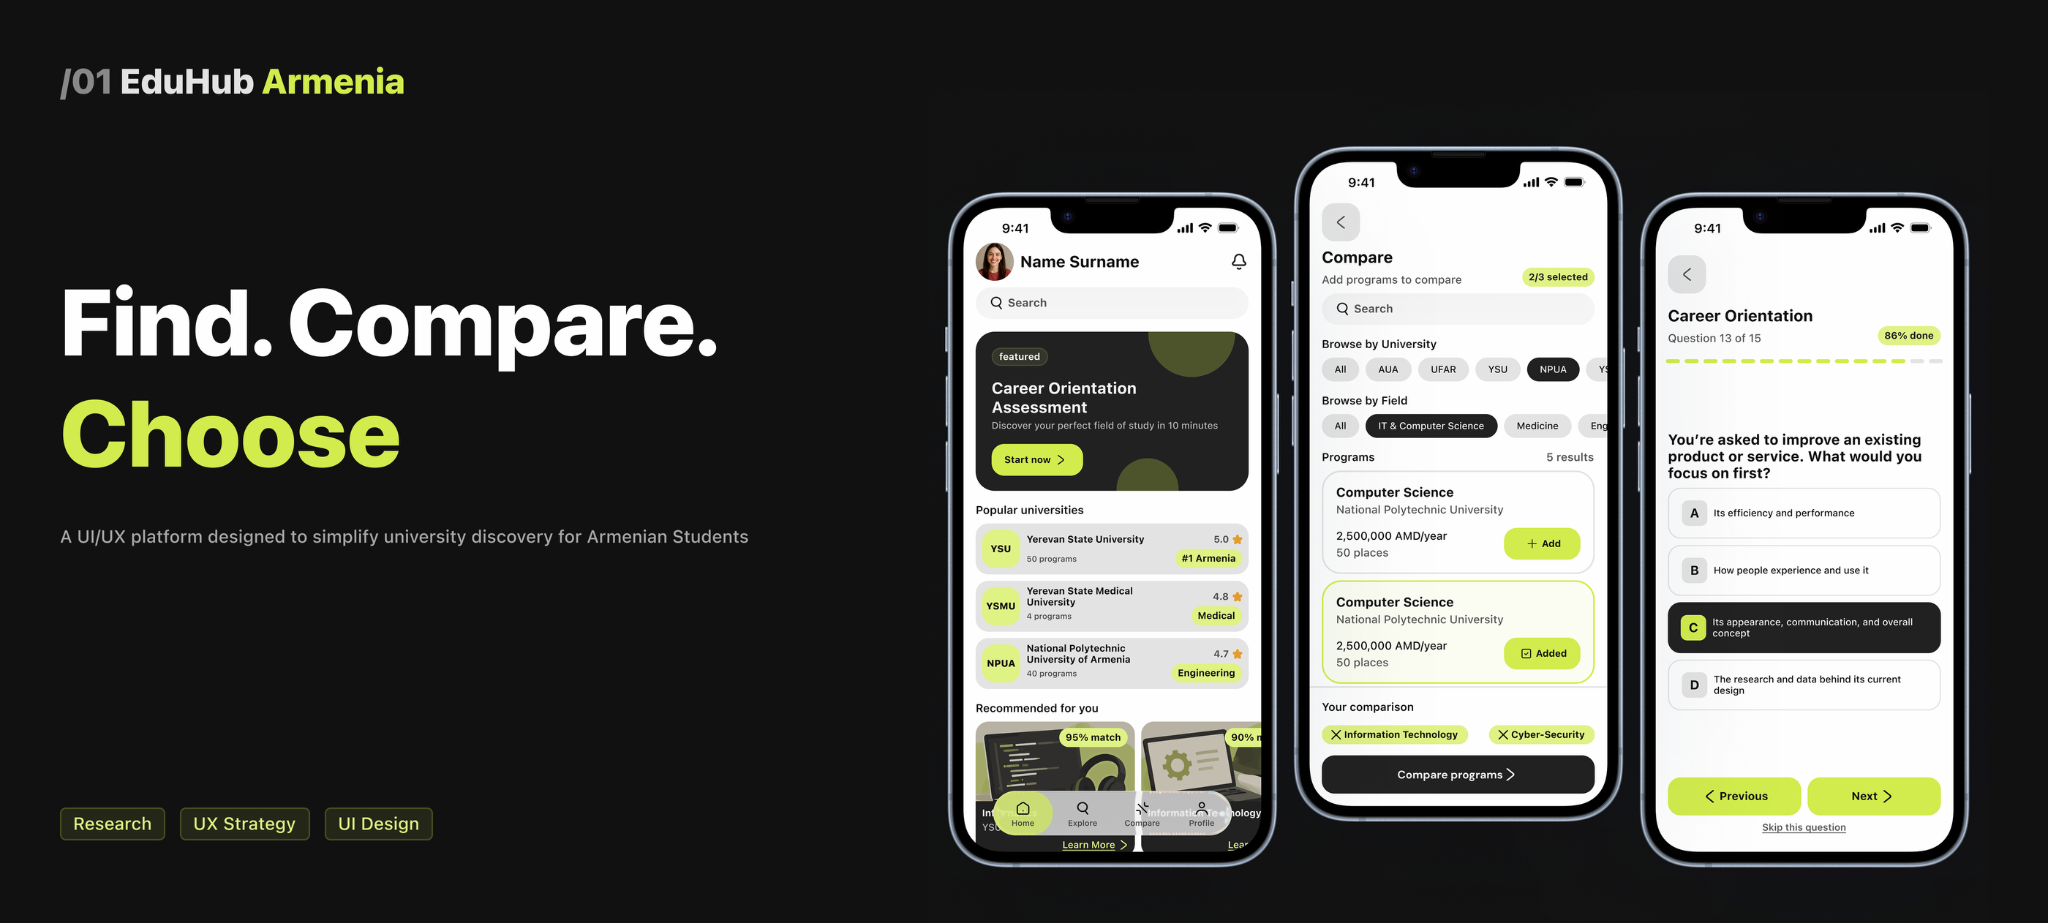 /01 EduHub Armenia
Find. Compare.
Choose
A UI/UX platform designed to simplify university discovery for Armenian Students
Research
UX Strategy
UI Design
9:41
Name Surname
Search
featured
Career Orientation
Assessment
Discover your perfect field of study in 10 minutes
Start now
Popular universities
YSU
Yerevan State University
5.0
50 programs
#1 Armenia
YSMU
Yerevan State Medical
University
4.8
4 programs
Medical
NPUA
National Polytechnic
University of Armenia
4.7
40 programs
Engineering
Recommended for you
95% match
90%
Information Technology
YSU
Home
Explore
Compare
Profile
Learn More
9:41
Compare
Add programs to compare
2/3 selected
Search
Browse by University
All
AUA
UFAR
YSU
NPUA
Browse by Field
All
IT & Computer Science
Medicine
Eng
Programs
5 results
Computer Science
National Polytechnic University
2,500,000 AMD/year
50 places
Add
Computer Science
National Polytechnic University
2,500,000 AMD/year
50 places
Added
Your comparison
Information Technology
Cyber-Security
Compare programs
9:41
Career Orientation
Question 13 of 15
86% done
You're asked to improve an existing
product or service. What would you
focus on first?
A
Its efficiency and performance
B
How people experience and use it
C
Its appearance, communication, and overall
concept
D
The research and data behind its current
design
Previous
Next
Skip this question